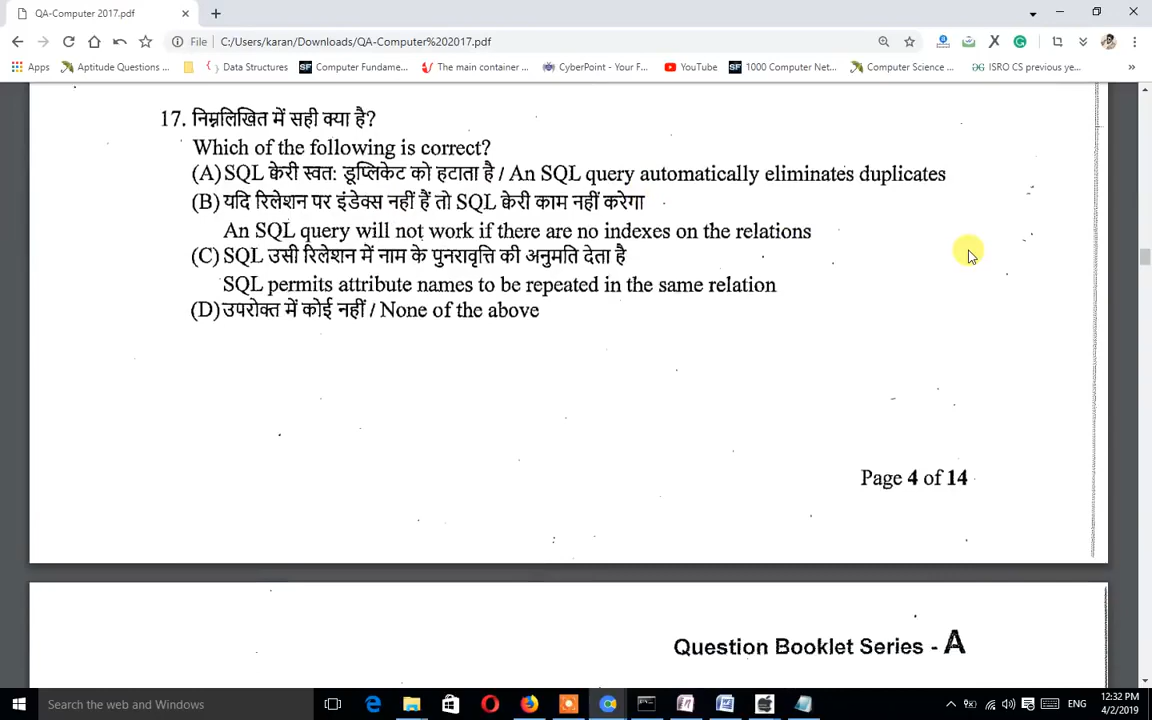 QA-Computer 2017.pdf
File C:/Users/karan/Downloads/QA-Computer%202017.pdf
Apps Aptitude Questions ... Data Structures Computer Fundame... The main container ... CyberPoint - Your F... YouTube 1000 Computer Net... Computer Science ... ISRO CS previous ye...
17. निम्नलिखित में सही क्या है?
Which of the following is correct?
(A) SQL क्वेरी स्वत: डूप्लिकेट को हटाता है / An SQL query automatically eliminates duplicates
(B) यदि रिलेशन पर इंडेक्स नहीं हैं तो SQL क्वेरी काम नहीं करेगा
An SQL query will not work if there are no indexes on the relations
(C) SQL उसी रिलेशन में नाम के पुनरावृत्ति की अनुमति देता है
SQL permits attribute names to be repeated in the same relation
(D) उपरोक्त में कोई नहीं / None of the above
Page 4 of 14
Question Booklet Series - A
Search the web and Windows
ENG
12:32 PM
4/2/2019